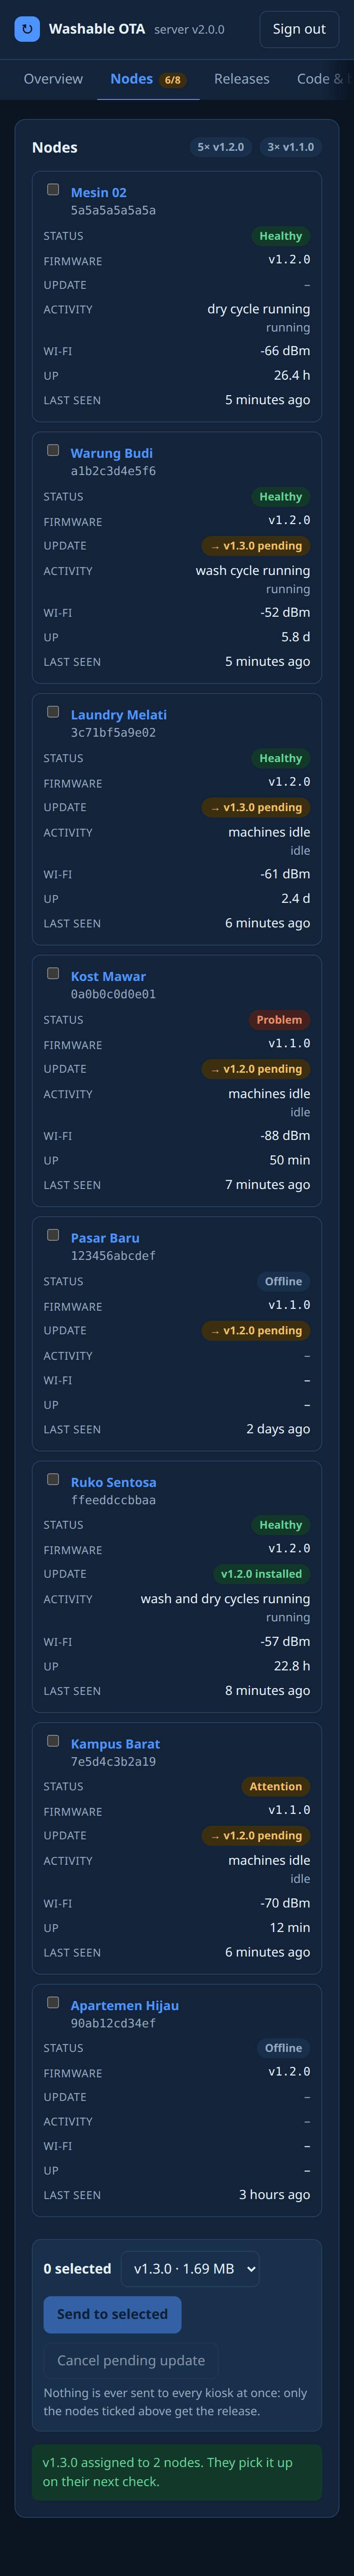 Washable OTA server v2.0.0 Sign out
Overview Nodes 6/8 Releases Code &
Nodes 5× v1.2.0 3× v1.1.0
Mesin 02
5a5a5a5a5a5a
STATUS Healthy
FIRMWARE v1.2.0
UPDATE –
ACTIVITY dry cycle running
running
WI-FI -66 dBm
UP 26.4 h
LAST SEEN 5 minutes ago
Warung Budi
a1b2c3d4e5f6
STATUS Healthy
FIRMWARE v1.2.0
UPDATE → v1.3.0 pending
ACTIVITY wash cycle running
running
WI-FI -52 dBm
UP 5.8 d
LAST SEEN 5 minutes ago
Laundry Melati
3c71bf5a9e02
STATUS Healthy
FIRMWARE v1.2.0
UPDATE → v1.3.0 pending
ACTIVITY machines idle
idle
WI-FI -61 dBm
UP 2.4 d
LAST SEEN 6 minutes ago
Kost Mawar
0a0b0c0d0e01
STATUS Problem
FIRMWARE v1.1.0
UPDATE → v1.2.0 pending
ACTIVITY machines idle
idle
WI-FI -88 dBm
UP 50 min
LAST SEEN 7 minutes ago
Pasar Baru
123456abcdef
STATUS Offline
FIRMWARE v1.1.0
UPDATE → v1.2.0 pending
ACTIVITY –
WI-FI –
UP –
LAST SEEN 2 days ago
Ruko Sentosa
ffeeddccbbaa
STATUS Healthy
FIRMWARE v1.2.0
UPDATE v1.2.0 installed
ACTIVITY wash and dry cycles running
running
WI-FI -57 dBm
UP 22.8 h
LAST SEEN 8 minutes ago
Kampus Barat
7e5d4c3b2a19
STATUS Attention
FIRMWARE v1.1.0
UPDATE → v1.2.0 pending
ACTIVITY machines idle
idle
WI-FI -70 dBm
UP 12 min
LAST SEEN 6 minutes ago
Apartemen Hijau
90ab12cd34ef
STATUS Offline
FIRMWARE v1.2.0
UPDATE –
ACTIVITY –
WI-FI –
UP –
LAST SEEN 3 hours ago
0 selected v1.3.0 · 1.69 MB
Send to selected
Cancel pending update
Nothing is ever sent to every kiosk at once: only
the nodes ticked above get the release.
v1.3.0 assigned to 2 nodes. They pick it up
on their next check.